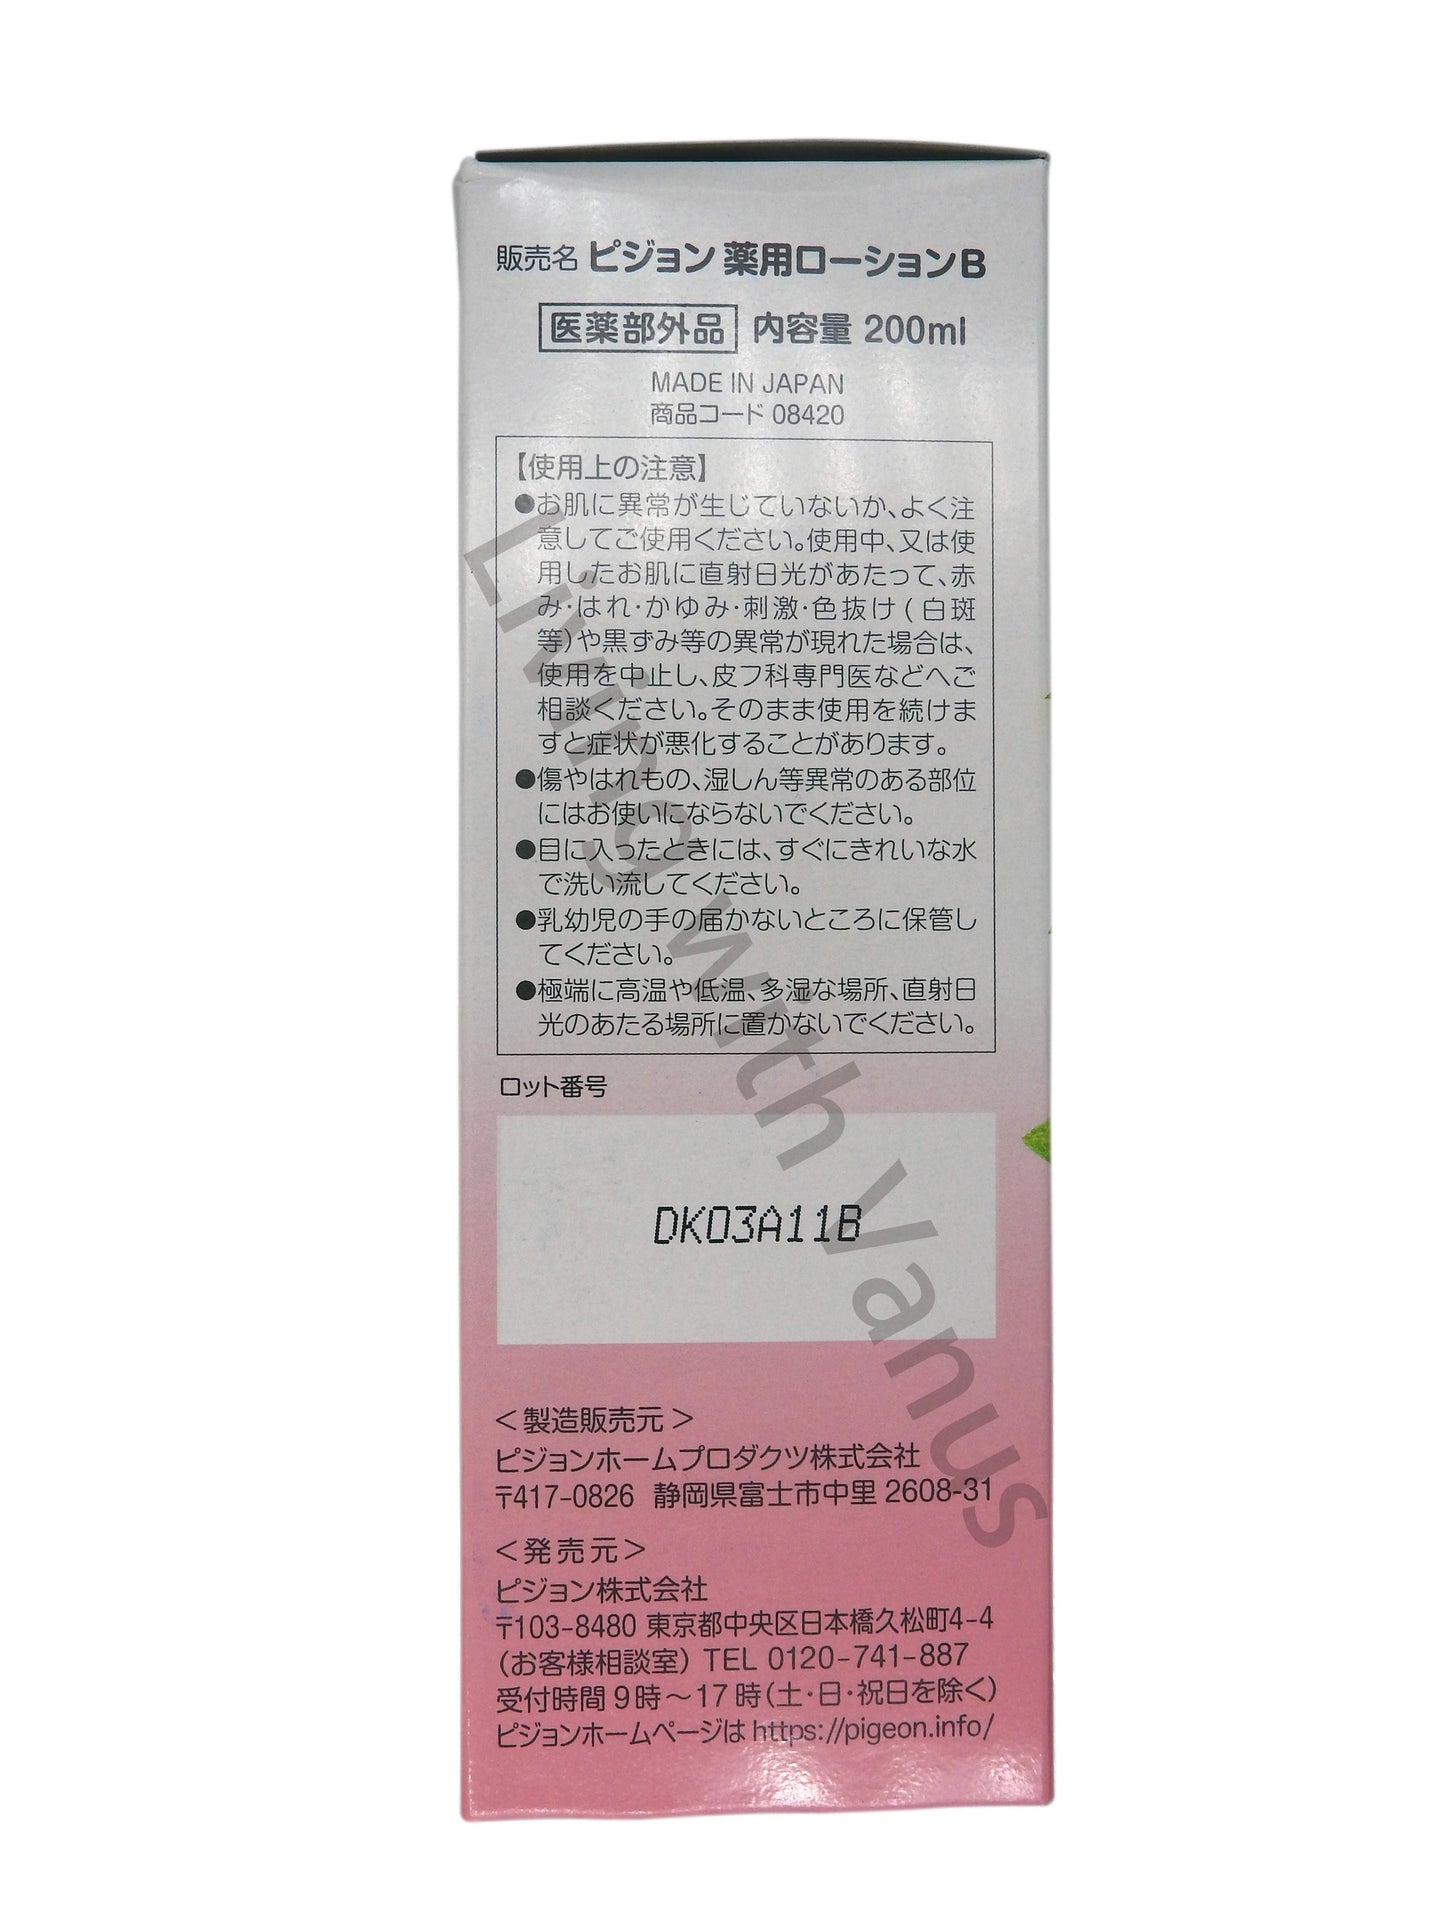 販売名 ピジョン 薬用ローションB
医薬部外品 内容量 200ml
MADE IN JAPAN
商品コード 08420
【使用上の注意】
●お肌に異常が生じていないか、よく注
意してご使用ください。使用中、又は使
用したお肌に直射日光があたって、赤
み・はれ・かゆみ・刺激・色抜け(白斑
等)や黒ずみ等の異常が現れた場合は、
使用を中止し、皮フ科専門医などへご
相談ください。そのまま使用を続けま
すと症状が悪化することがあります。
●傷やはれもの、湿しん等異常のある部位
にはお使いにならないでください。
●目に入ったときには、すぐにきれいな水
で洗い流してください。
●乳幼児の手の届かないところに保管し
てください。
●極端に高温や低温、多湿な場所、直射日
光のあたる場所に置かないでください。
ロット番号
DK03A11B
<製造販売元>
ピジョンホームプロダクツ株式会社
〒417-0826 静岡県富士市中里 2608-31
<発売元>
ピジョン株式会社
〒103-8480 東京都中央区日本橋久松町4-4
(お客様相談室) TEL 0120-741-887
受付時間 9時～17時(土・日・祝日を除く)
ピジョンホームページは https://pigeon.info/
Living with Vanus